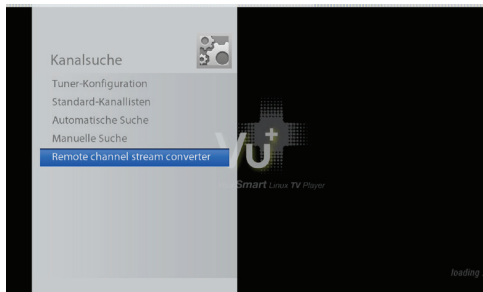 Kanalsuche
Tuner-Konfiguration
Standard-Kanallisten
Automatische Suche
Manuelle Suche
Remote channel stream converter
Vu+
Smart Linux TV Player
loading